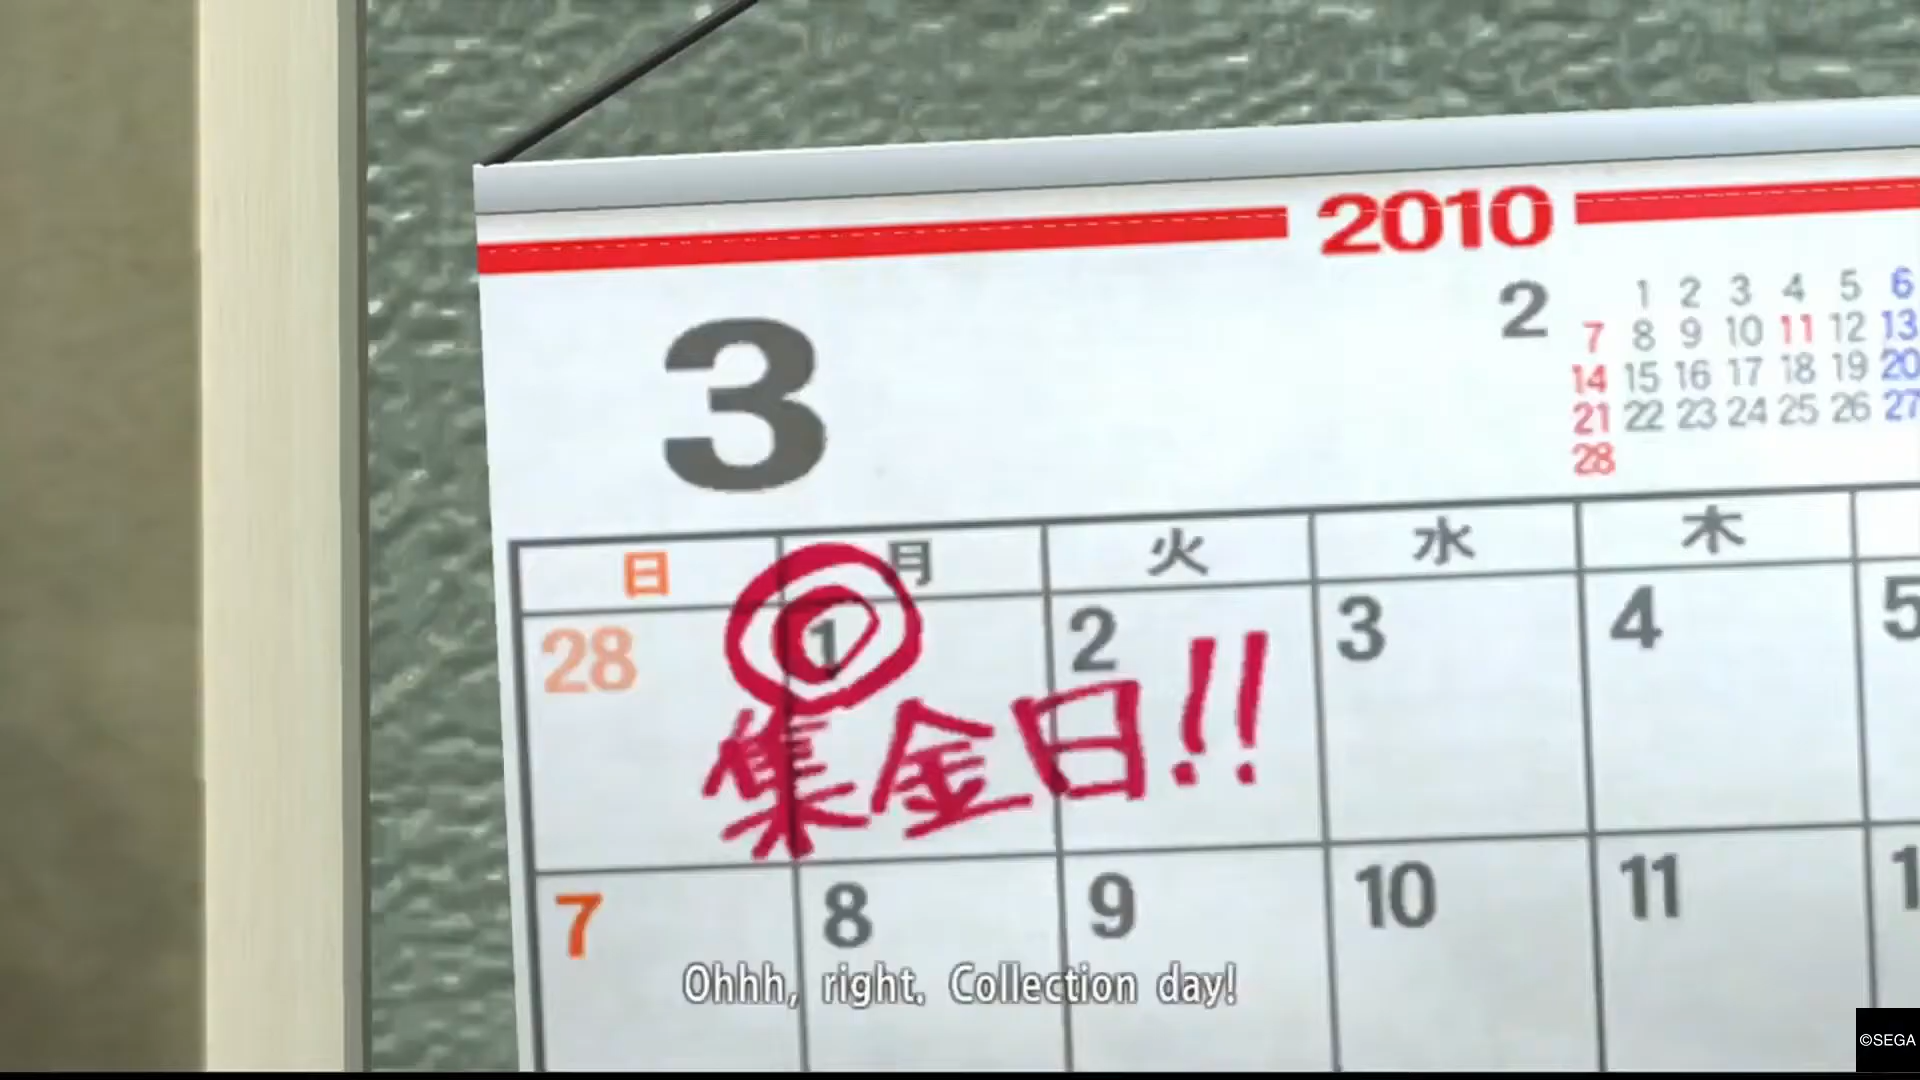 2010
3
2
1 2 3 4 5 6
7 8 9 10 11 12 13
14 15 16 17 18 19 20
21 22 23 24 25 26 27
28
日 月 火 水 木
28 1 2 3 4 5
集金日!!
7 8 9 10 11
Ohhh, right. Collection day!
©SEGA